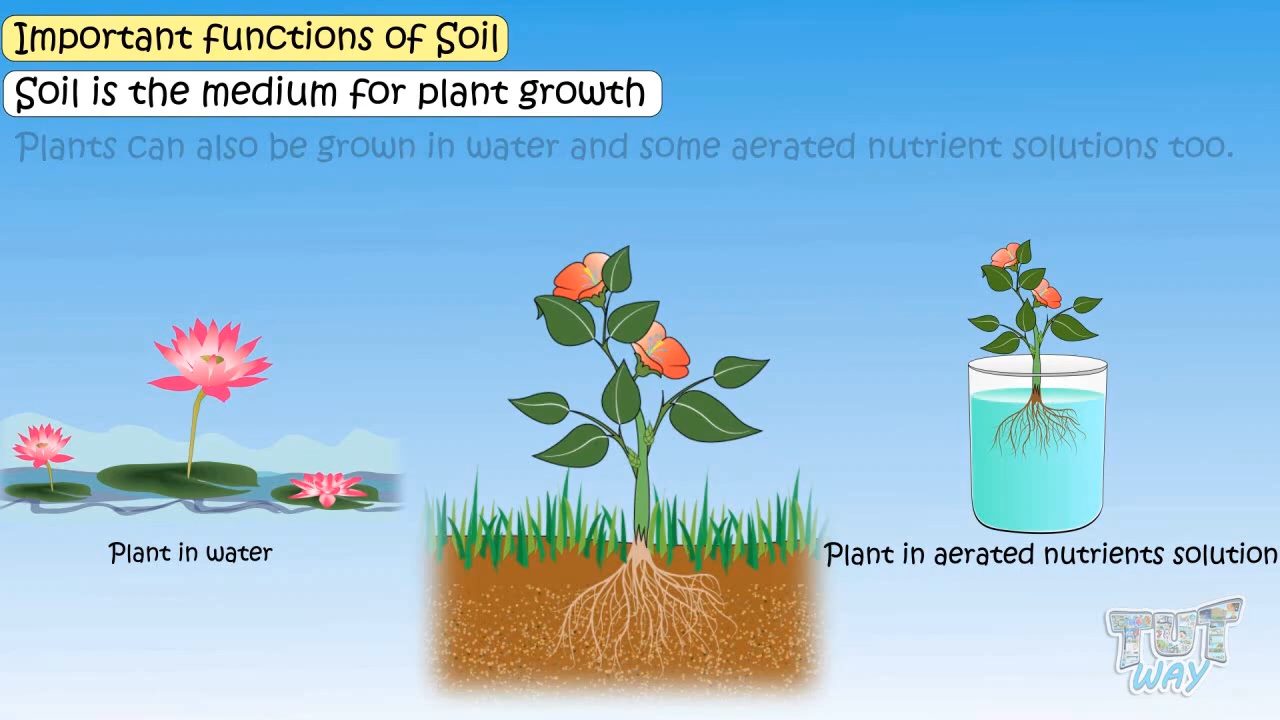 Important functions of Soil
Soil is the medium for plant growth
Plants can also be grown in water and some aerated nutrient solutions too.
Plant in water
Plant in aerated nutrients solution
TUT
WAY